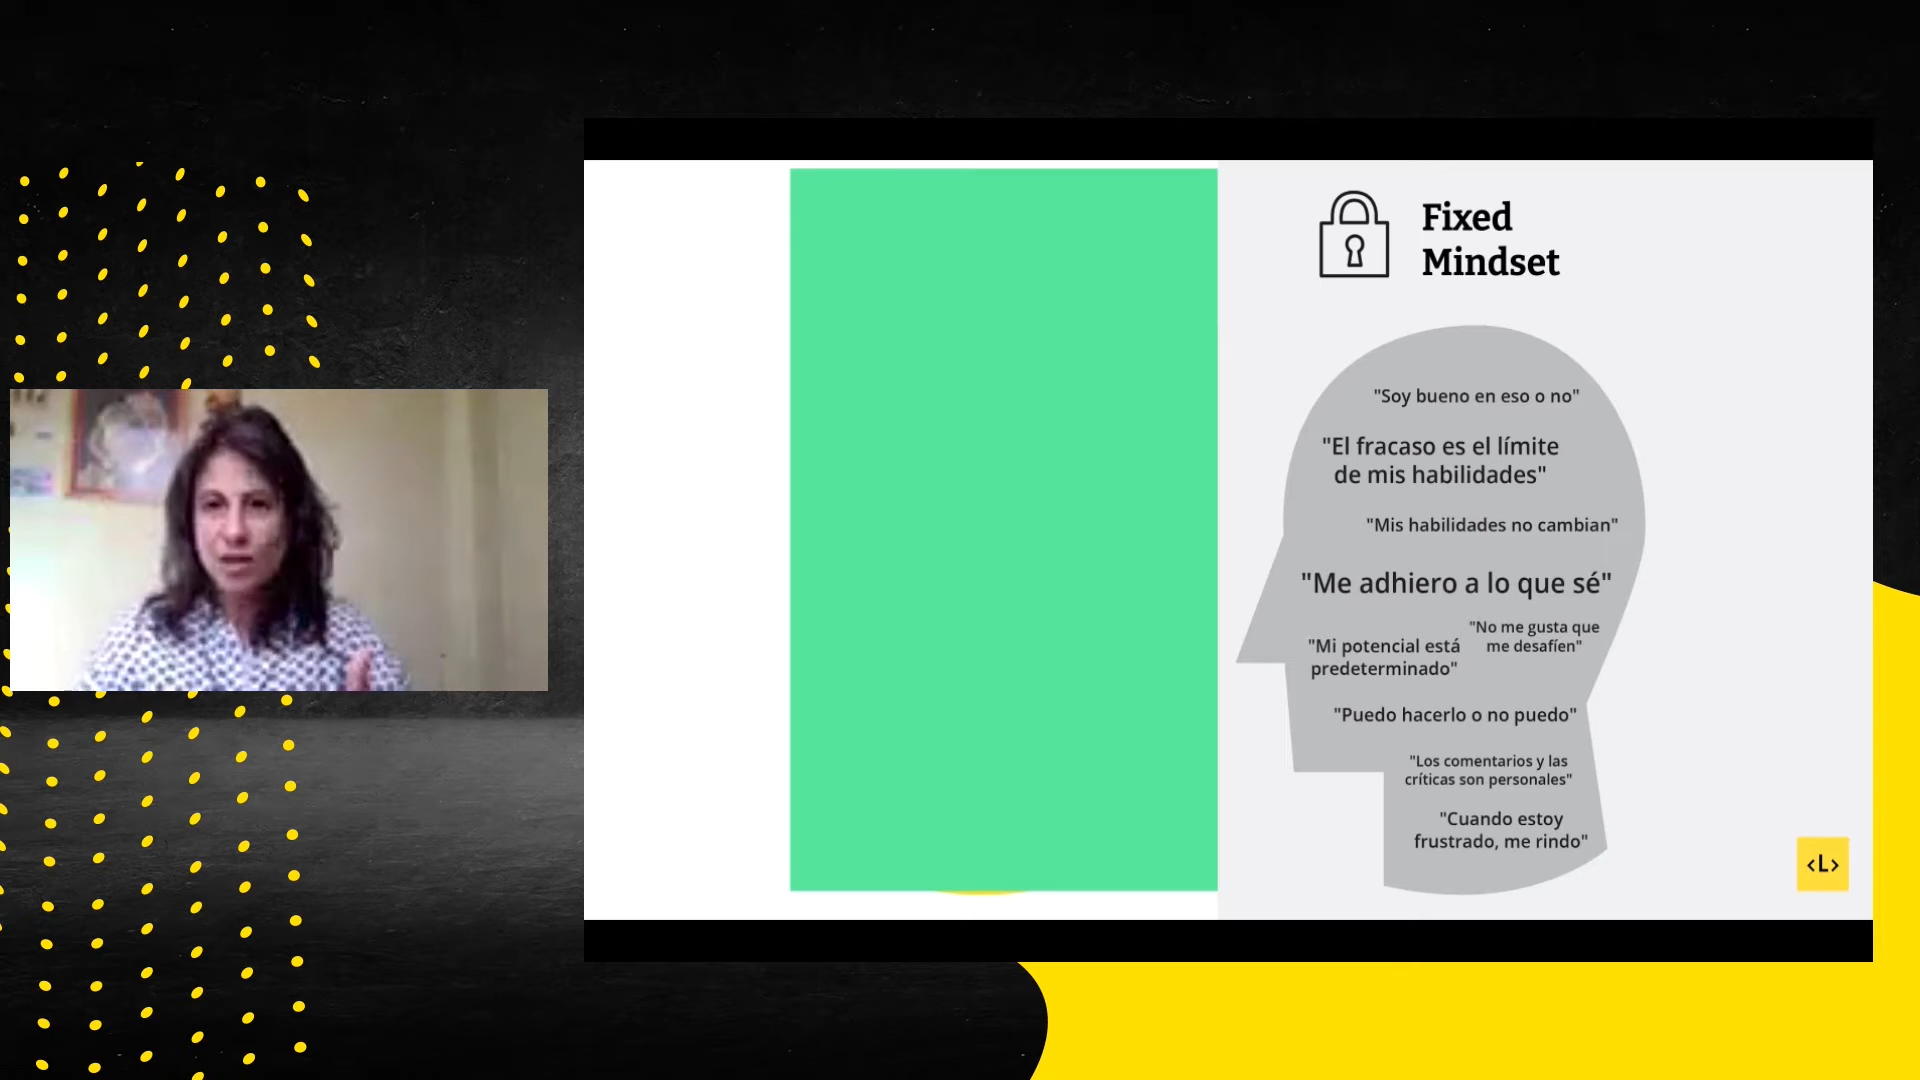 Fixed
Mindset
"Soy bueno en eso o no"
"El fracaso es el límite
de mis habilidades"
"Mis habilidades no cambian"
"Me adhiero a lo que sé"
"No me gusta que
me desafíen"
"Mi potencial está
predeterminado"
"Puedo hacerlo o no puedo"
"Los comentarios y las
críticas son personales"
"Cuando estoy
frustrado, me rindo"
<L>